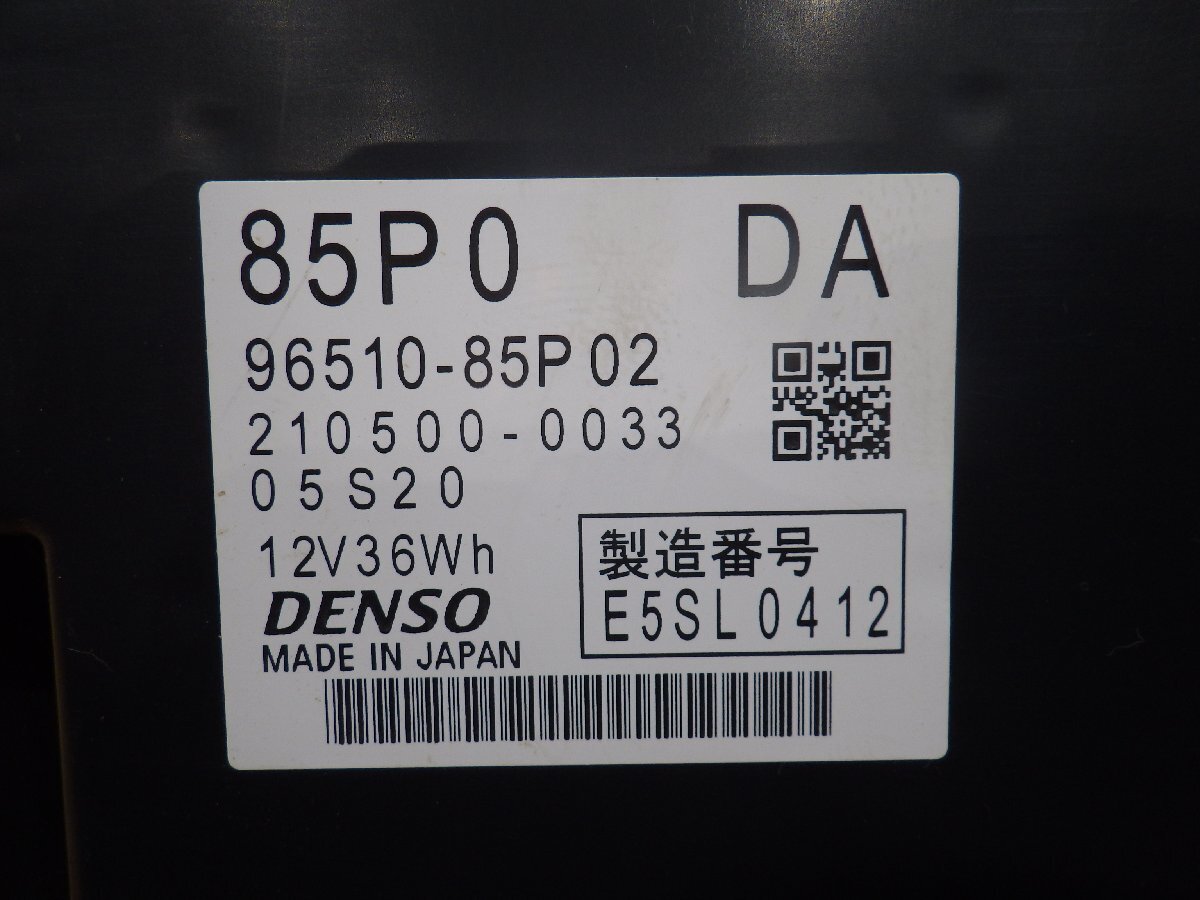 85P0 DA
96510-85P02
210500-0033
05S20
12V36Wh
DENSO
MADE IN JAPAN
製造番号
E5SL0412